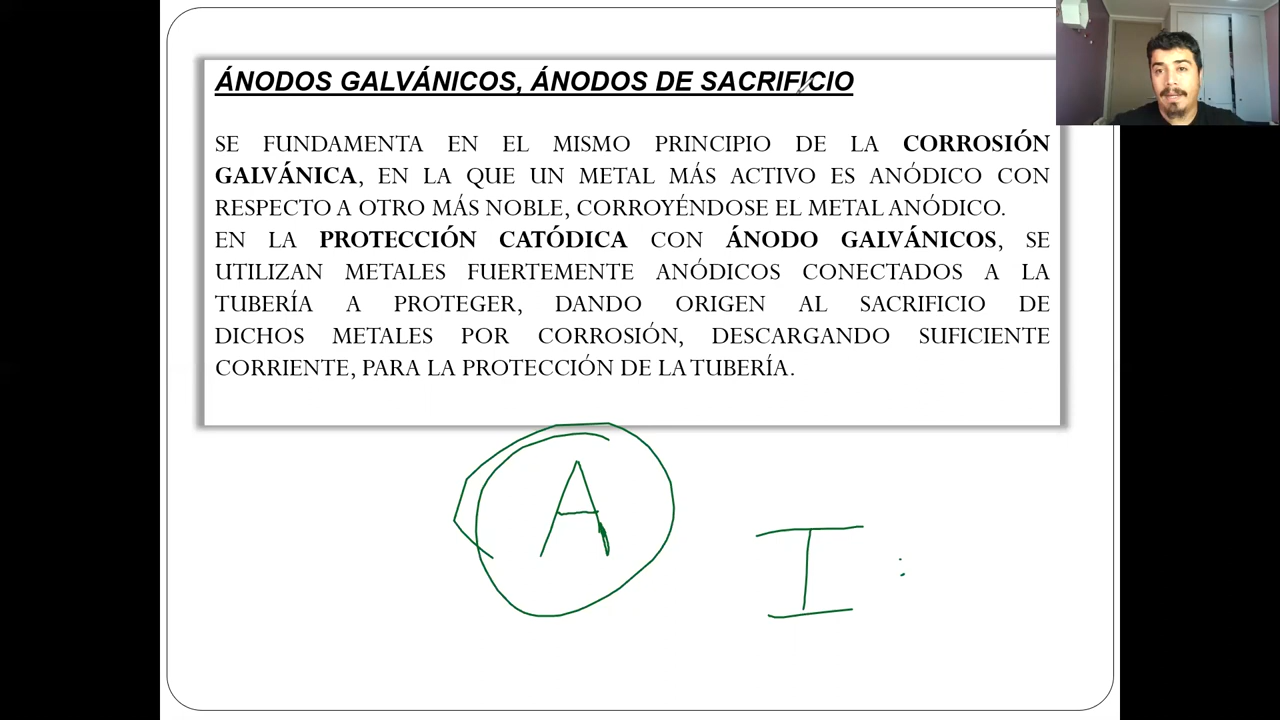 ÁNODOS GALVÁNICOS, ÁNODOS DE SACRIFICIO
SE FUNDAMENTA EN EL MISMO PRINCIPIO DE LA CORROSIÓN
GALVÁNICA, EN LA QUE UN METAL MÁS ACTIVO ES ANÓDICO CON
RESPECTO A OTRO MÁS NOBLE, CORROYÉNDOSE EL METAL ANÓDICO.
EN LA PROTECCIÓN CATÓDICA CON ÁNODO GALVÁNICOS, SE
UTILIZAN METALES FUERTEMENTE ANÓDICOS CONECTADOS A LA
TUBERÍA A PROTEGER, DANDO ORIGEN AL SACRIFICIO DE
DICHOS METALES POR CORROSIÓN, DESCARGANDO SUFICIENTE
CORRIENTE, PARA LA PROTECCIÓN DE LA TUBERÍA.
A
I :